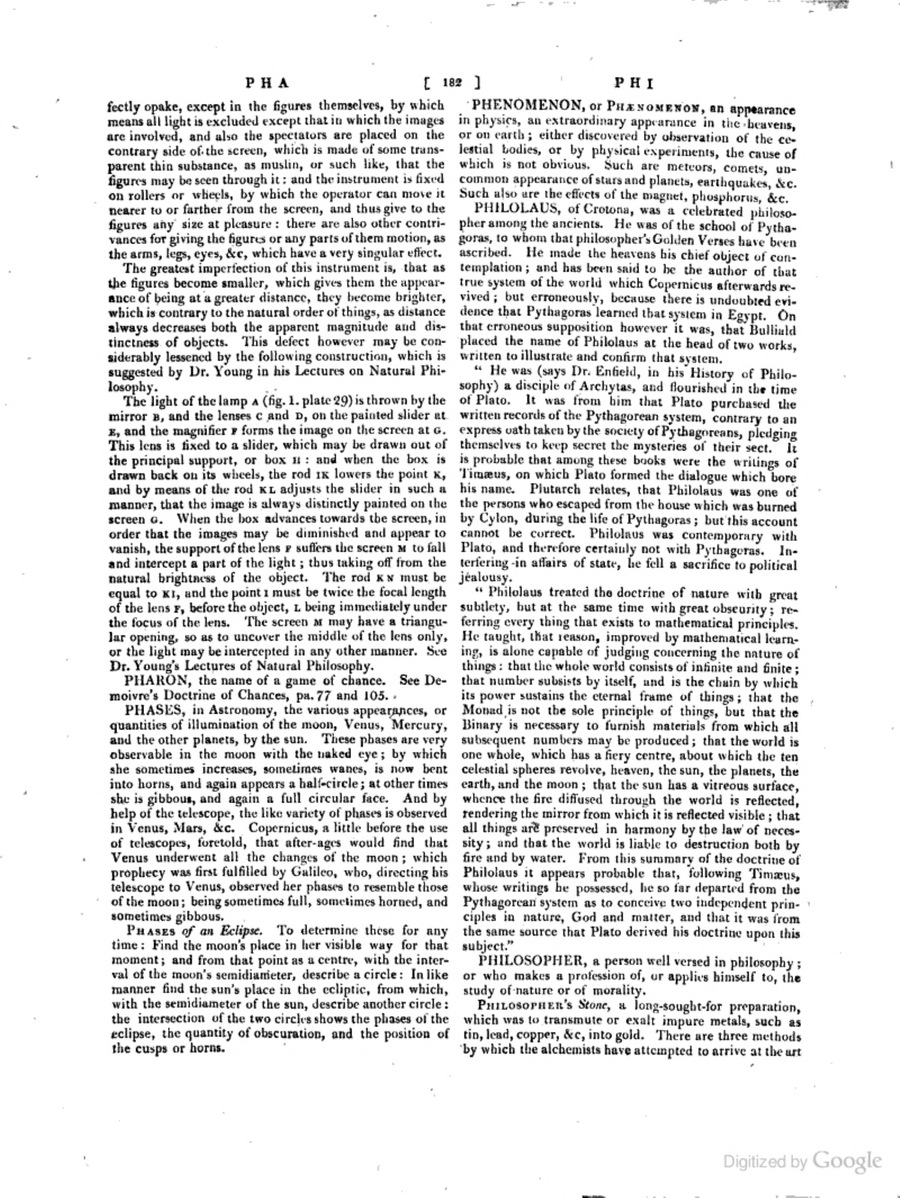 PHA [ 182 ] PHI
fectly opake, except in the figures themselves, by which
means all light is excluded except that in which the images
are involved, and also the spectators are placed on the
contrary side of the screen, which is made of some trans-
parent thin substance, as muslin, or such like, that the
figures may be seen through it: and the instrument is fixed
on rollers or wheels, by which the operator can move it
nearer to or farther from the screen, and thus give to the
figures any size at pleasure: there are also other contri-
vances for giving the figures or any parts of them motion, as
the arms, legs, eyes, &c, which have a very singular effect.
The greatest imperfection of this instrument is, that as
the figures become smaller, which gives them the appear-
ance of being at a greater distance, they become brighter,
which is contrary to the natural order of things, as distance
always decreases both the apparent magnitude and dis-
tinctness of objects. This defect however may be con-
siderably lessened by the following construction, which is
suggested by Dr. Young in his Lectures on Natural Phi-
losophy.
The light of the lamp A (fig. 1. plate 29) is thrown by the
mirror B, and the lenses C and D, on the painted slider at
E, and the magnifier F forms the image on the screen at G.
This lens is fixed to a slider, which may be drawn out of
the principal support, or box H: and when the box is
drawn back on its wheels, the rod IK lowers the point K,
and by means of the rod KL adjusts the slider in such a
manner, that the image is always distinctly painted on the
screen G. When the box advances towards the screen, in
order that the images may be diminished and appear to
vanish, the support of the lens F suffers the screen M to fall
and intercept a part of the light; thus taking off from the
natural brightness of the object. The rod KN must be
equal to KI, and the point I must be twice the focal length
of the lens F, before the object, L being immediately under
the focus of the lens. The screen M may have a triangu-
lar opening, so as to uncover the middle of the lens only,
or the light may be intercepted in any other manner. See
Dr. Young's Lectures of Natural Philosophy.
PHARON, the name of a game of chance. See De-
moivre's Doctrine of Chances, pa. 77 and 105.
PHASES, in Astronomy, the various appearances, or
quantities of illumination of the moon, Venus, Mercury,
and the other planets, by the sun. These phases are very
observable in the moon with the naked eye; by which
she sometimes increases, sometimes wanes, is now bent
into horns, and again appears a half-circle; at other times
she is gibbous, and again a full circular face. And by
help of the telescope, the like variety of phases is observed
in Venus, Mars, &c. Copernicus, a little before the use
of telescopes, foretold, that after-ages would find that
Venus underwent all the changes of the moon; which
prophecy was first fulfilled by Galileo, who, directing his
telescope to Venus, observed her phases to resemble those
of the moon; being sometimes full, sometimes horned, and
sometimes gibbous.
PHASES of an Eclipse. To determine these for any
time: Find the moon's place in her visible way for that
moment; and from that point as a centre, with the inter-
val of the moon's semidiameter, describe a circle: In like
manner find the sun's place in the ecliptic, from which,
with the semidiameter of the sun, describe another circle:
the intersection of the two circles shows the phases of the
eclipse, the quantity of obscuration, and the position of
the cusps or horns.
PHENOMENON, or PHÆNOMENON, an appearance
in physics, an extraordinary appearance in the heavens,
or on earth; either discovered by observation of the ce-
lestial bodies, or by physical experiments, the cause of
which is not obvious. Such are meteors, comets, un-
common appearance of stars and planets, earthquakes, &c.
Such also are the effects of the magnet, phosphorus, &c.
PHILOLAUS, of Crotona, was a celebrated philoso-
pher among the ancients. He was of the school of Pytha-
goras, to whom that philosopher's Golden Verses have been
ascribed. He made the heavens his chief object of con-
templation; and has been said to be the author of that
true system of the world which Copernicus afterwards re-
vived; but erroneously, because there is undoubted evi-
dence that Pythagoras learned that system in Egypt. On
that erroneous supposition however it was, that Bulliald
placed the name of Philolaus at the head of two works,
written to illustrate and confirm that system.
" He was (says Dr. Enfield, in his History of Philo-
sophy) a disciple of Archytas, and flourished in the time
of Plato. It was from him that Plato purchased the
written records of the Pythagorean system, contrary to an
express oath taken by the society of Pythagoreans, pledging
themselves to keep secret the mysteries of their sect. It
is probable that among these books were the writings of
Timæus, on which Plato formed the dialogue which bore
his name. Plutarch relates, that Philolaus was one of
the persons who escaped from the house which was burned
by Cylon, during the life of Pythagoras; but this account
cannot be correct. Philolaus was contemporary with
Plato, and therefore certainly not with Pythagoras. In-
terfering in affairs of state, he fell a sacrifice to political
jealousy.
" Philolaus treated the doctrine of nature with great
subtlety, but at the same time with great obscurity; re-
ferring every thing that exists to mathematical principles.
He taught, that reason, improved by mathematical learn-
ing, is alone capable of judging concerning the nature of
things: that the whole world consists of infinite and finite;
that number subsists by itself, and is the chain by which
its power sustains the eternal frame of things; that the
Monad is not the sole principle of things, but that the
Binary is necessary to furnish materials from which all
subsequent numbers may be produced; that the world is
one whole, which has a fiery centre, about which the ten
celestial spheres revolve, heaven, the sun, the planets, the
earth, and the moon; that the sun has a vitreous surface,
whence the fire diffused through the world is reflected,
rendering the mirror from which it is reflected visible; that
all things are preserved in harmony by the law of neces-
sity; and that the world is liable to destruction both by
fire and by water. From this summary of the doctrine of
Philolaus it appears probable that, following Timæus,
whose writings he possessed, he so far departed from the
Pythagorean system as to conceive two independent prin-
ciples in nature, God and matter, and that it was from
the same source that Plato derived his doctrine upon this
subject."
PHILOSOPHER, a person well versed in philosophy;
or who makes a profession of, or applies himself to, the
study of nature or of morality.
PHILOSOPHER's Stone, a long-sought-for preparation,
which was to transmute or exalt impure metals, such as
tin, lead, copper, &c, into gold. There are three methods
by which the alchemists have attempted to arrive at the art
Digitized by Google